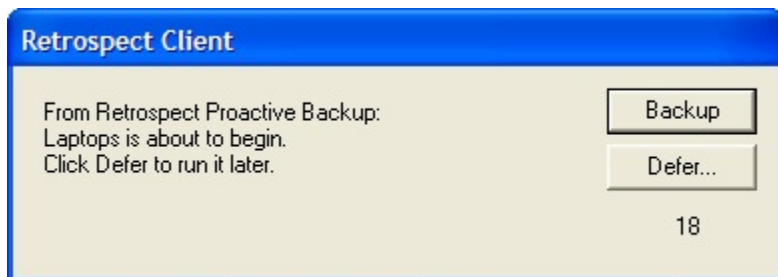 Retrospect Client
From Retrospect Proactive Backup:
Laptops is about to begin.
Click Defer to run it later.
Backup
Defer...
18